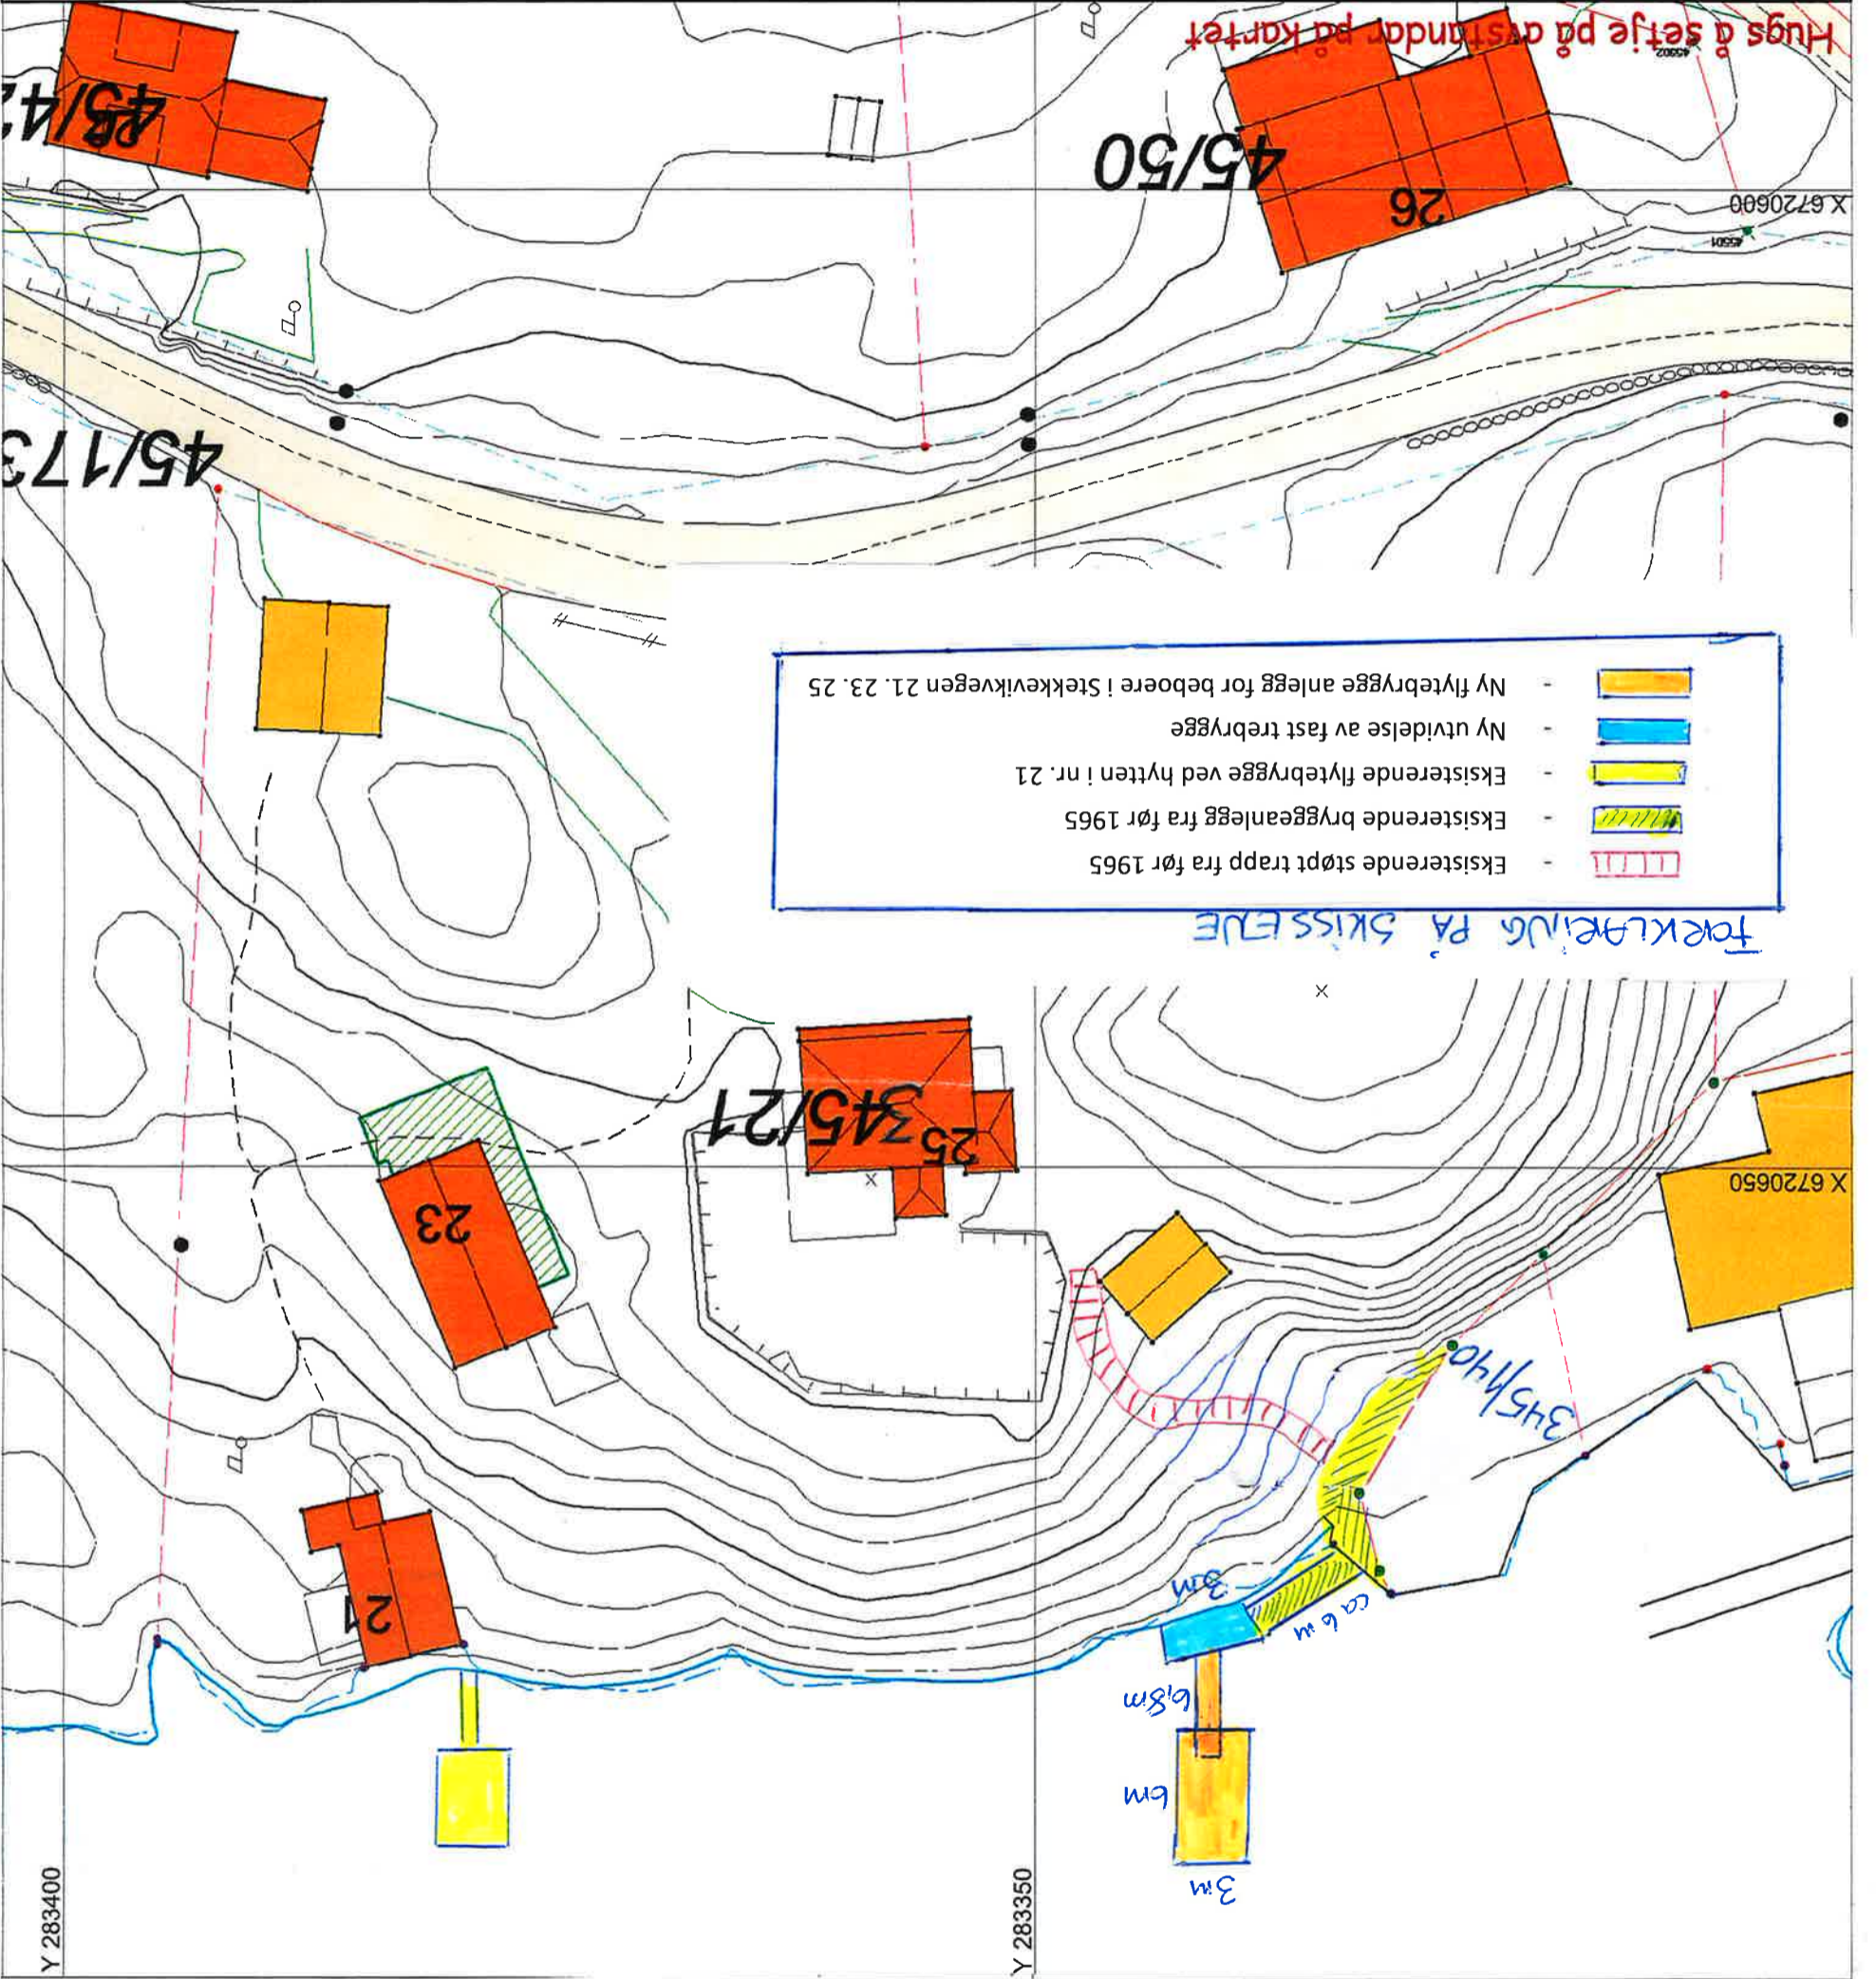 Y 283350
Y 283400
3m
6m
6,8m
3m
ca 6 m
21
345/140
23
X 6720650
25
345/21
FORKLARING PÅ SKISSENE
- Eksisterende støpt trapp fra før 1965
- Eksisterende bryggeanlegg fra før 1965
- Eksisterende flytebrygge ved hytten i nr. 21
- Ny utvidelse av fast trebrygge
- Ny flytebrygge anlegg for beboere i Stekkevikvegen 21. 23. 25
45/173
45501
X 6720600
26
45/50
45502
Hugs å setje på avstandar på kartet